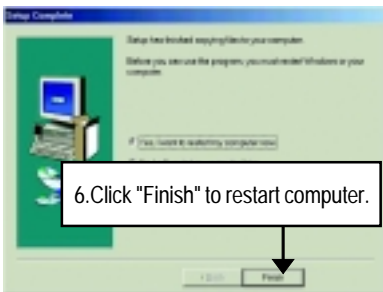 Setup Complete
Setup has finished copying files to your computer.
Before you can use the program, you must restart Windows or your
computer.
Yes, I want to restart my computer now.
6.Click "Finish" to restart computer.
< Back
Finish